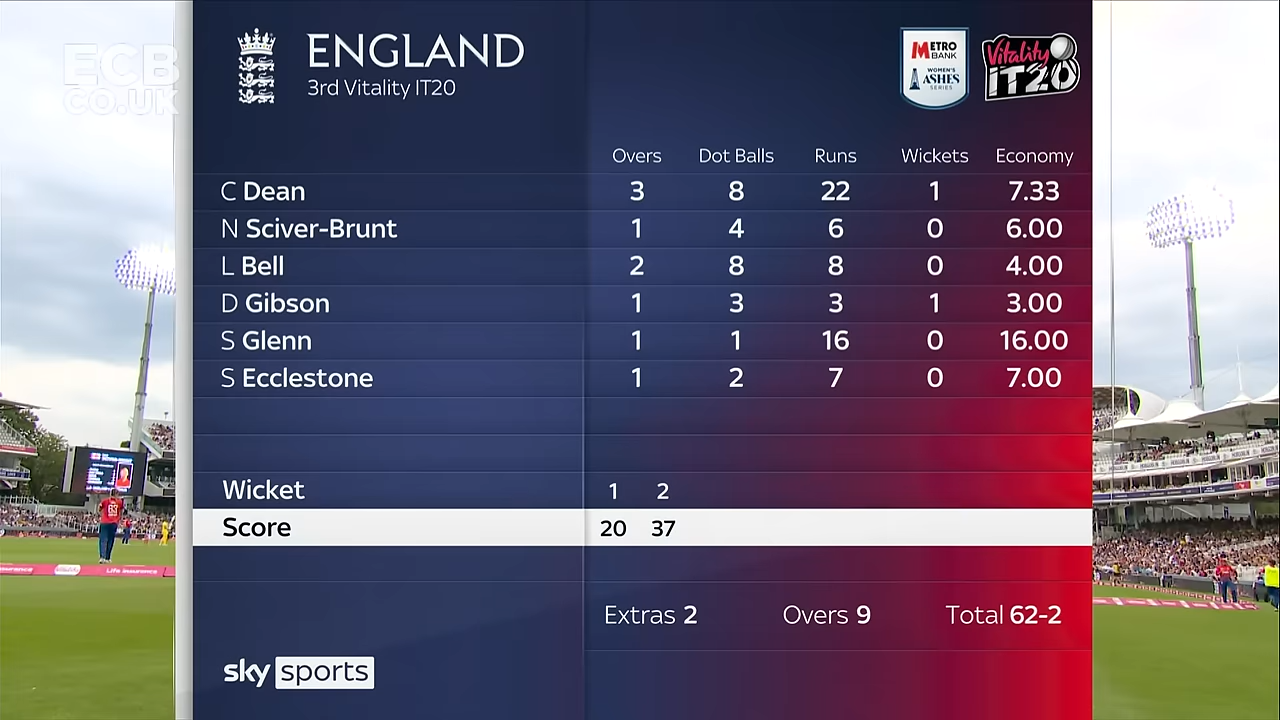 ECB
CO.UK
ENGLAND
3rd Vitality IT20
METRO
BANK
WOMEN'S
ASHES
SERIES
Vitality
IT20
Overs Dot Balls Runs Wickets Economy
C Dean 3 8 22 1 7.33
N Sciver-Brunt 1 4 6 0 6.00
L Bell 2 8 8 0 4.00
D Gibson 1 3 3 1 3.00
S Glenn 1 1 16 0 16.00
S Ecclestone 1 2 7 0 7.00
Wicket 1 2
Score 20 37
Extras 2 Overs 9 Total 62-2
sky sports
63
Life insurance